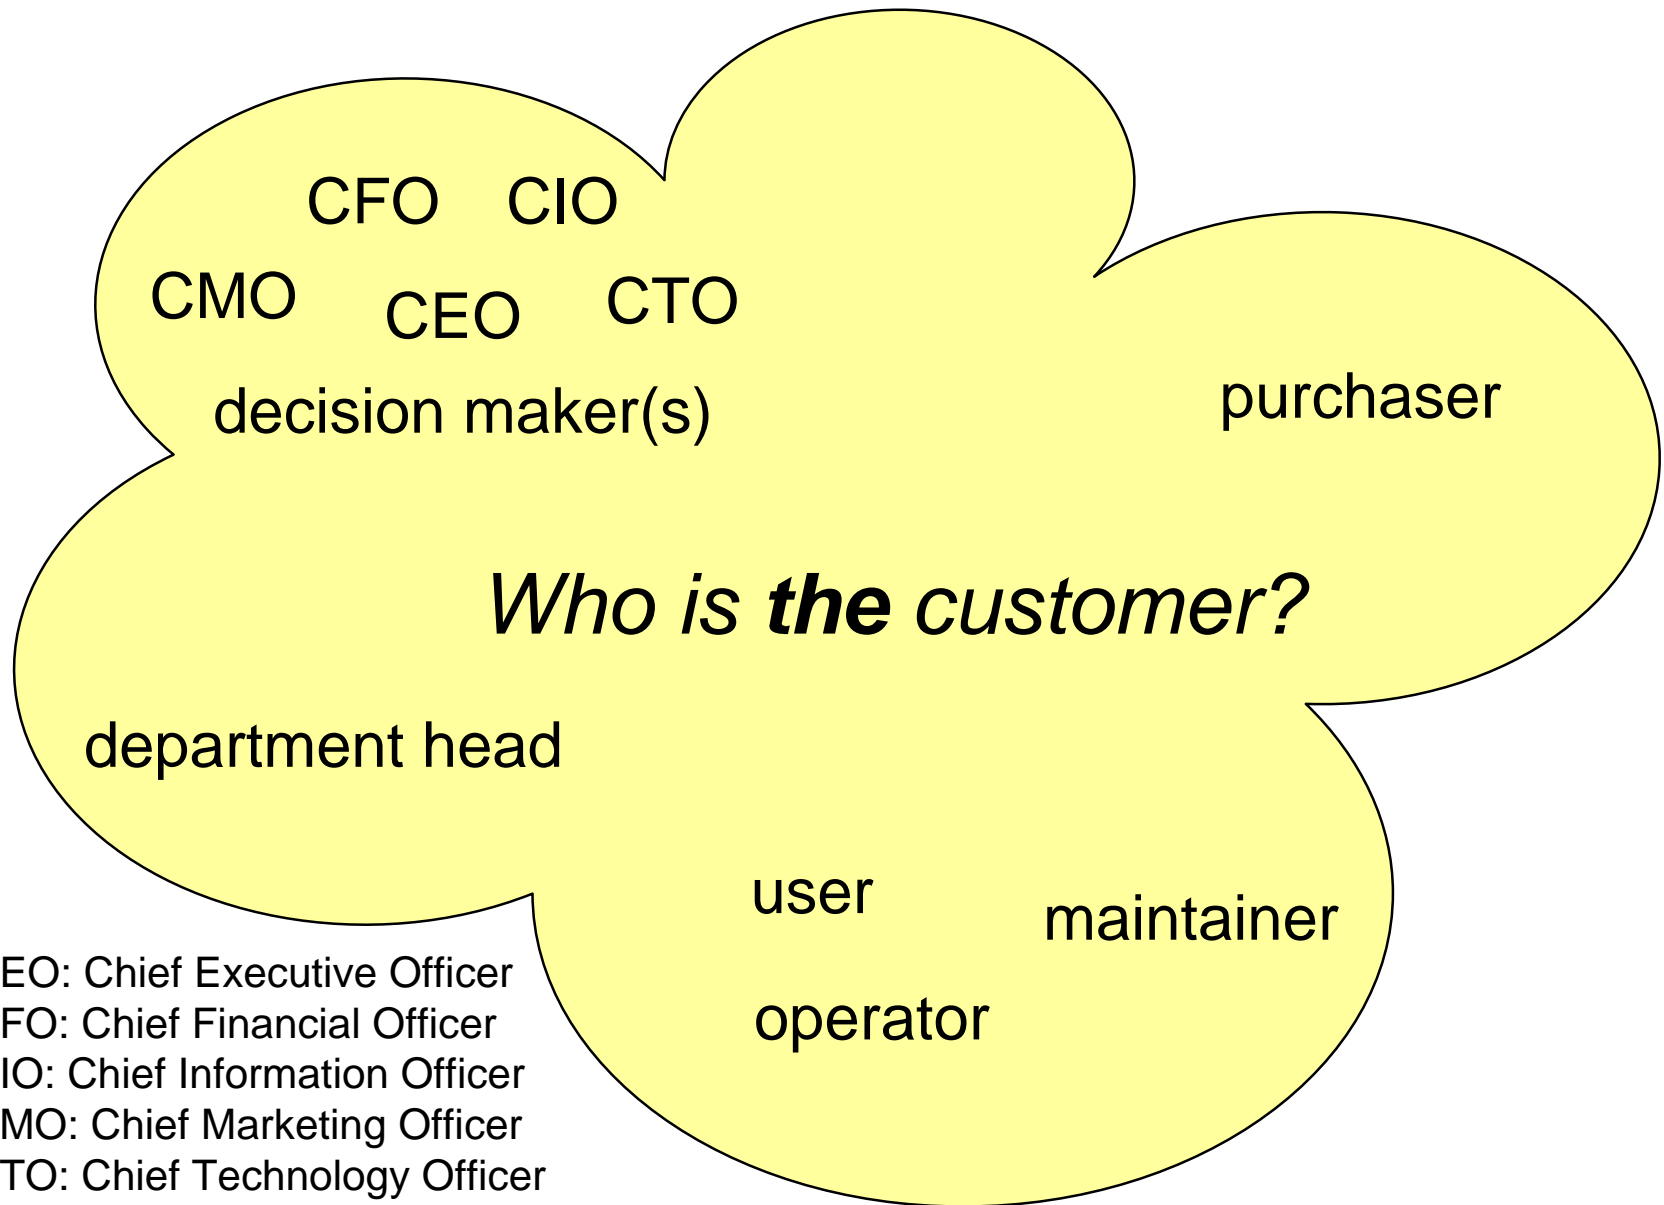 CFO CIO
CMO CEO CTO
decision maker(s)
purchaser
Who is the customer?
department head
user
maintainer
operator
EO: Chief Executive Officer
FO: Chief Financial Officer
IO: Chief Information Officer
MO: Chief Marketing Officer
TO: Chief Technology Officer